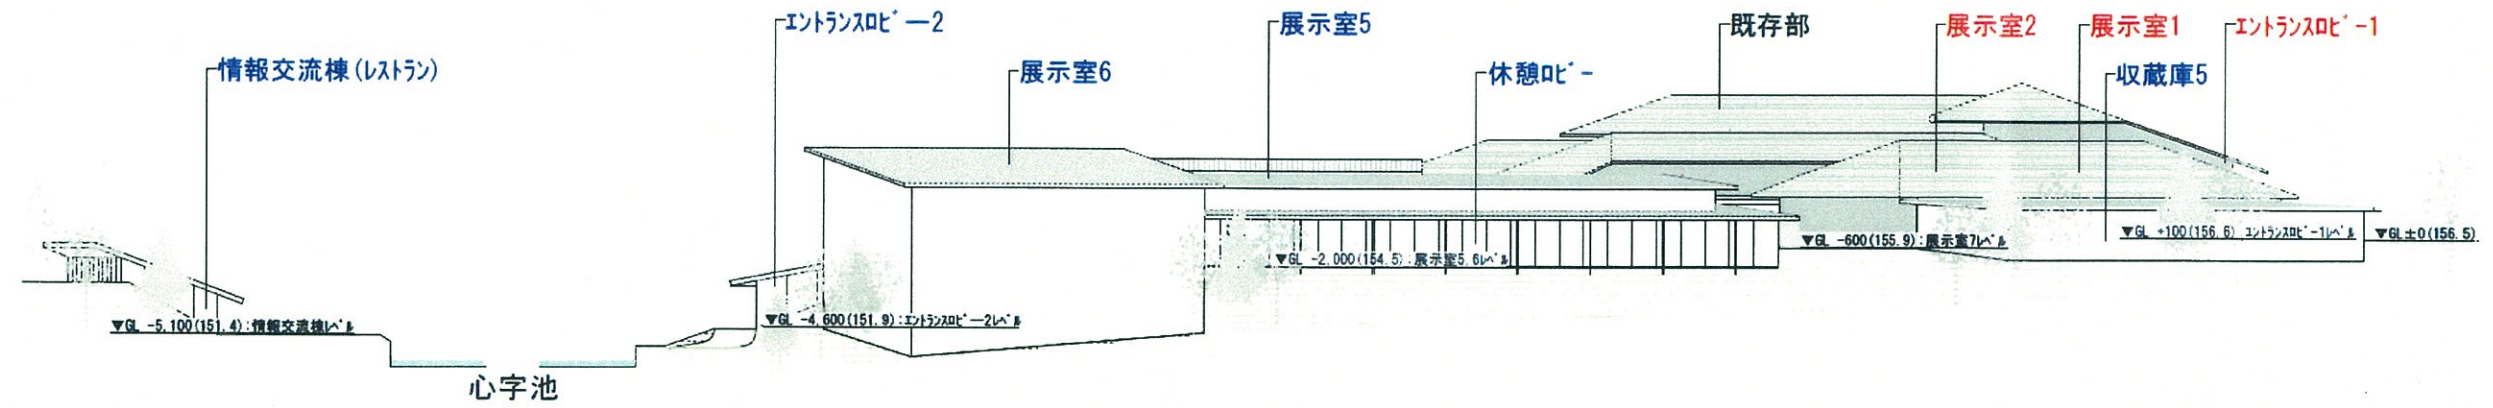 エントランスロビー2
展示室5
既存部
展示室2
展示室1
エントランスロビー1
情報交流棟(レストラン)
展示室6
休憩ロビー
収蔵庫5
▼GL -600(155.9):展示室7レベル
▼GL +100(156.6) エントランスロビー1レベル
▼GL±0(156.5)
▼GL -2,000(154.5):展示室5.6レベル
▼GL -5,100(151.4):情報交流棟レベル
▼GL -4,600(151.9):エントランスロビー2レベル
心字池